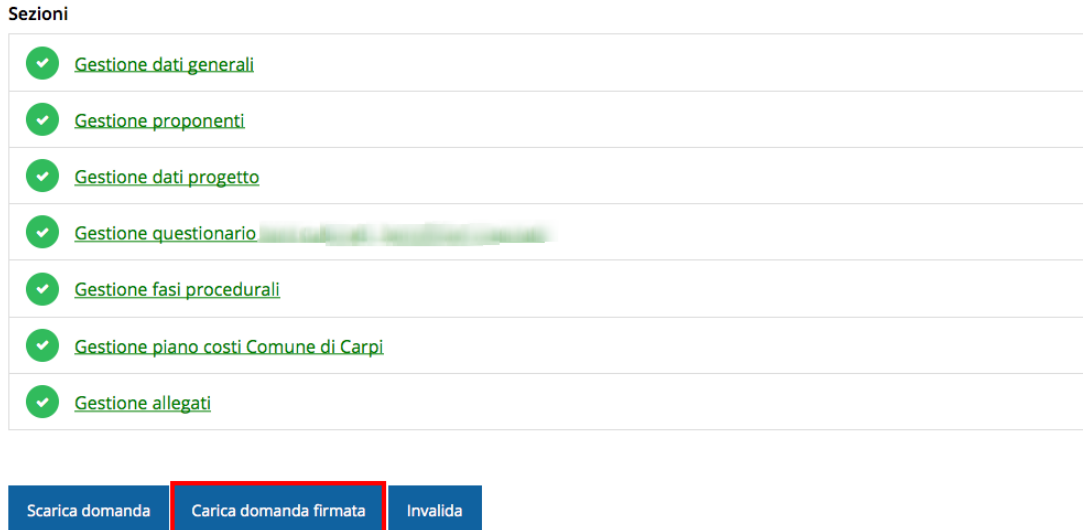 Sezioni
Gestione dati generali
Gestione proponenti
Gestione dati progetto
Gestione questionario
Gestione fasi procedurali
Gestione piano costi Comune di Carpi
Gestione allegati
Scarica domanda
Carica domanda firmata
Invalida